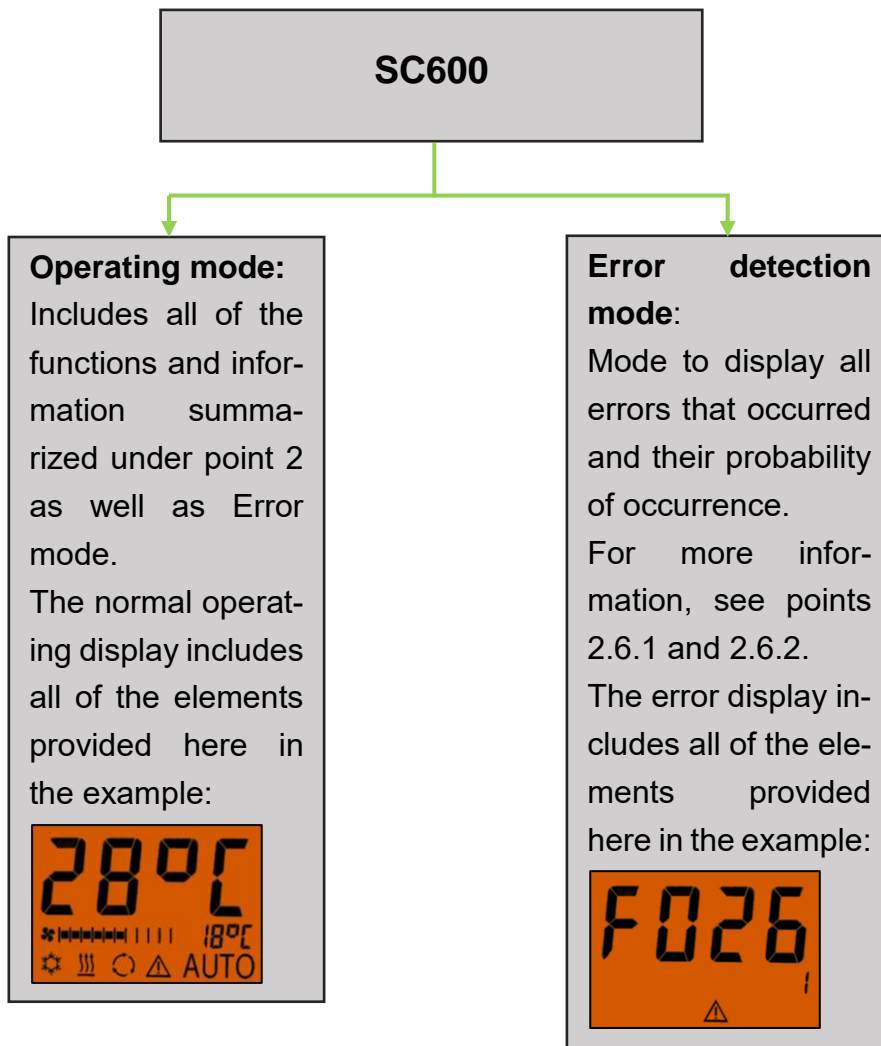 SC600
Operating mode:
Includes all of the
functions and infor-
mation summa-
rized under point 2
as well as Error
mode.
The normal operat-
ing display includes
all of the elements
provided here in
the example:
28°C
18°C
AUTO
Error detection
mode:
Mode to display all
errors that occurred
and their probability
of occurrence.
For more infor-
mation, see points
2.6.1 and 2.6.2.
The error display in-
cludes all of the ele-
ments provided
here in the example:
F026
1